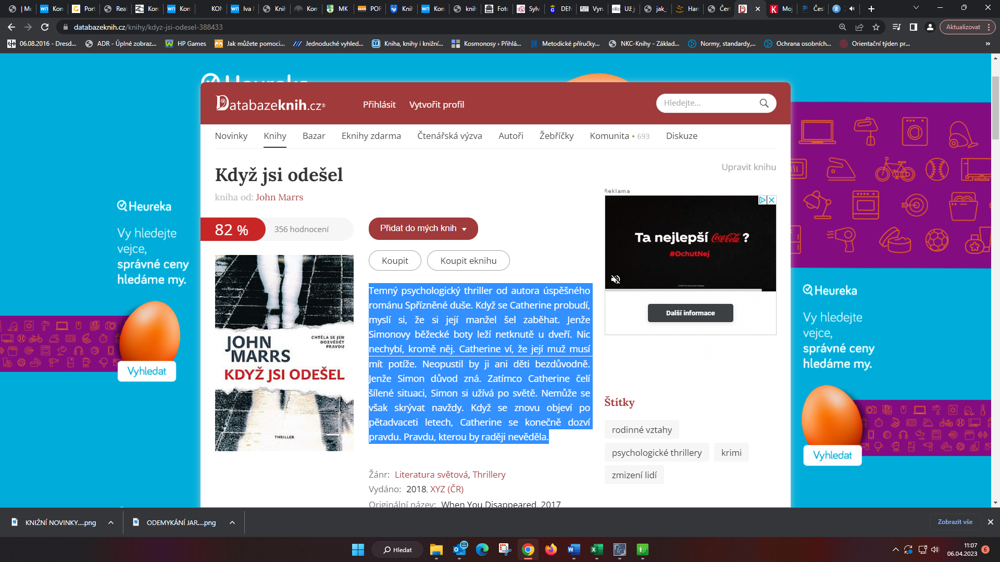 databazeknih.cz/knihy/kdyz-jsi-odesel-388433
Aktualizovat
06.08.2016 - Dresd...
ADR - Úplné zobraz...
HP Games
Jak můžete pomoci...
Jednoduché vyhled...
Kniha, knihy i knižní...
Kosmonosy › Přihlá...
Metodické příručky...
NKC-Knihy - Základ...
Normy, standardy,...
Ochrana osobních...
Orientační týden pr...
Databazeknih.cz®
Přihlásit
Vytvořit profil
Hledejte...
Novinky
Knihy
Bazar
Eknihy zdarma
Čtenářská výzva
Autoři
Žebříčky
Komunita • 693
Diskuze
Když jsi odešel
Upravit knihu
kniha od: John Marrs
82 %
356 hodnocení
Přidat do mých knih
Koupit
Koupit eknihu
Temný psychologický thriller od autora úspěšného
románu Spřízněné duše. Když se Catherine probudí,
myslí si, že si její manžel šel zaběhat. Jenže
Simonovy běžecké boty leží netknutě u dveří. Nic
nechybí, kromě něj. Catherine ví, že její muž musí
mít potíže. Neopustil by ji ani děti bezdůvodně.
Jenže Simon důvod zná. Zatímco Catherine čelí
šílené situaci, Simon si užívá po světě. Nemůže se
však skrývat navždy. Když se znovu objeví po
pětadvaceti letech, Catherine se konečně dozví
pravdu. Pravdu, kterou by raději nevěděla.
JOHN
MARRS
CHTĚLA SE JEN
DOZVĚDĚT
PRAVDU
KDYŽ JSI ODEŠEL
THRILLER
Žánr: Literatura světová, Thrillery
Vydáno: 2018, XYZ (ČR)
Originální název: When You Disappeared, 2017
Reklama
Ta nejlepší Coca-Cola ?
#OchutNej
Další informace
Štítky
rodinné vztahy
psychologické thrillery
krimi
zmizení lidí
Heureka
Heureka
Vy hledejte
vejce,
správné ceny
hledáme my.
Vyhledat
Heureka
Vy hledejte
vejce,
správné ceny
hledáme my.
Vyhledat
KNIŽNÍ NOVINKY....png
ODEMYKÁNÍ JAR....png
Zobrazit vše
Hledat
11:07
06.04.2023
6